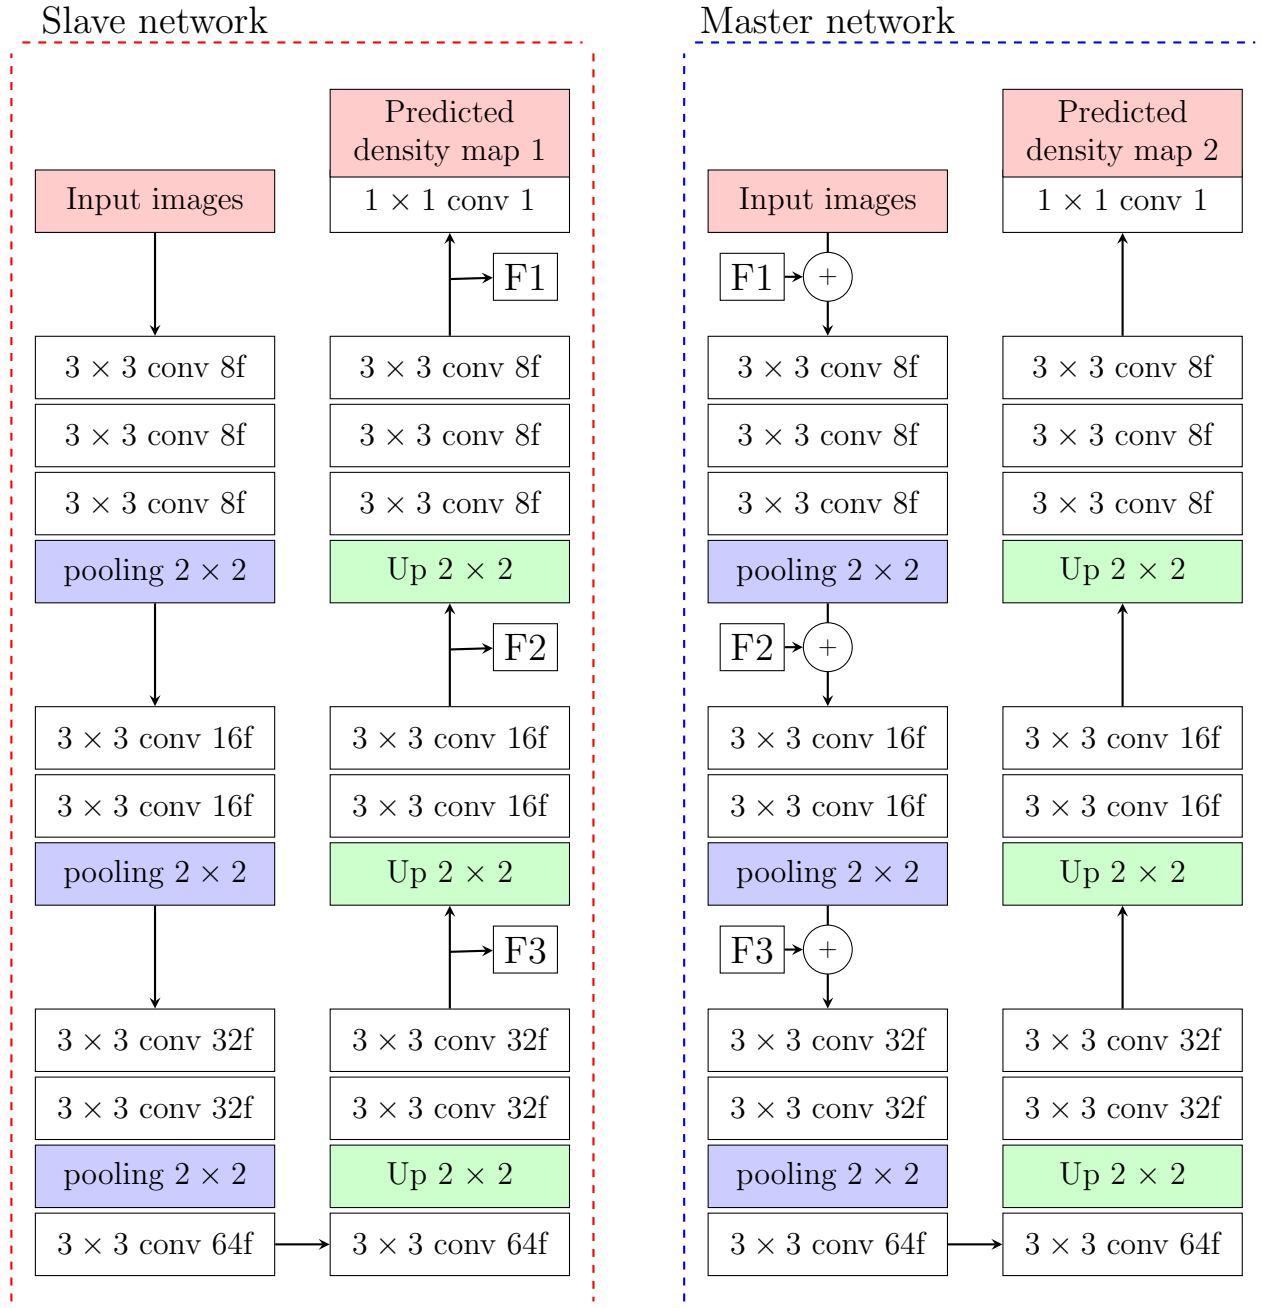 Slave network
Input images
3 × 3 conv 8f
3 × 3 conv 8f
3 × 3 conv 8f
pooling 2 × 2
3 × 3 conv 16f
3 × 3 conv 16f
pooling 2 × 2
3 × 3 conv 32f
3 × 3 conv 32f
pooling 2 × 2
3 × 3 conv 64f
Predicted
density map 1
1 × 1 conv 1
F1
3 × 3 conv 8f
3 × 3 conv 8f
3 × 3 conv 8f
Up 2 × 2
F2
3 × 3 conv 16f
3 × 3 conv 16f
Up 2 × 2
F3
3 × 3 conv 32f
3 × 3 conv 32f
Up 2 × 2
3 × 3 conv 64f
Master network
Input images
F1 +
3 × 3 conv 8f
3 × 3 conv 8f
3 × 3 conv 8f
pooling 2 × 2
F2 +
3 × 3 conv 16f
3 × 3 conv 16f
pooling 2 × 2
F3 +
3 × 3 conv 32f
3 × 3 conv 32f
pooling 2 × 2
3 × 3 conv 64f
Predicted
density map 2
1 × 1 conv 1
3 × 3 conv 8f
3 × 3 conv 8f
3 × 3 conv 8f
Up 2 × 2
3 × 3 conv 16f
3 × 3 conv 16f
Up 2 × 2
3 × 3 conv 32f
3 × 3 conv 32f
Up 2 × 2
3 × 3 conv 64f